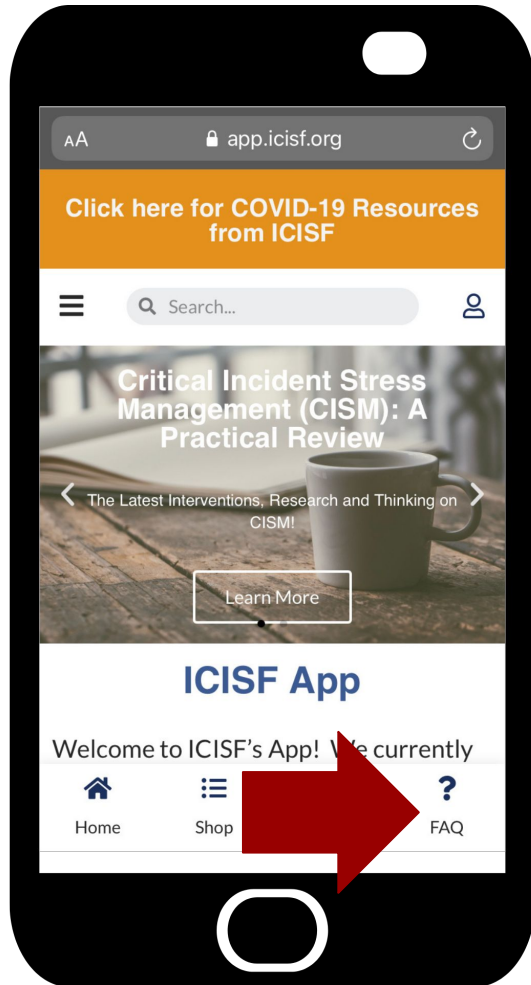 AA app.icisf.org
Click here for COVID-19 Resources
from ICISF
Search...
Critical Incident Stress
Management (CISM): A
Practical Review
The Latest Interventions, Research and Thinking on
CISM!
Learn More
ICISF App
Welcome to ICISF's App! We currently
?
Home Shop FAQ